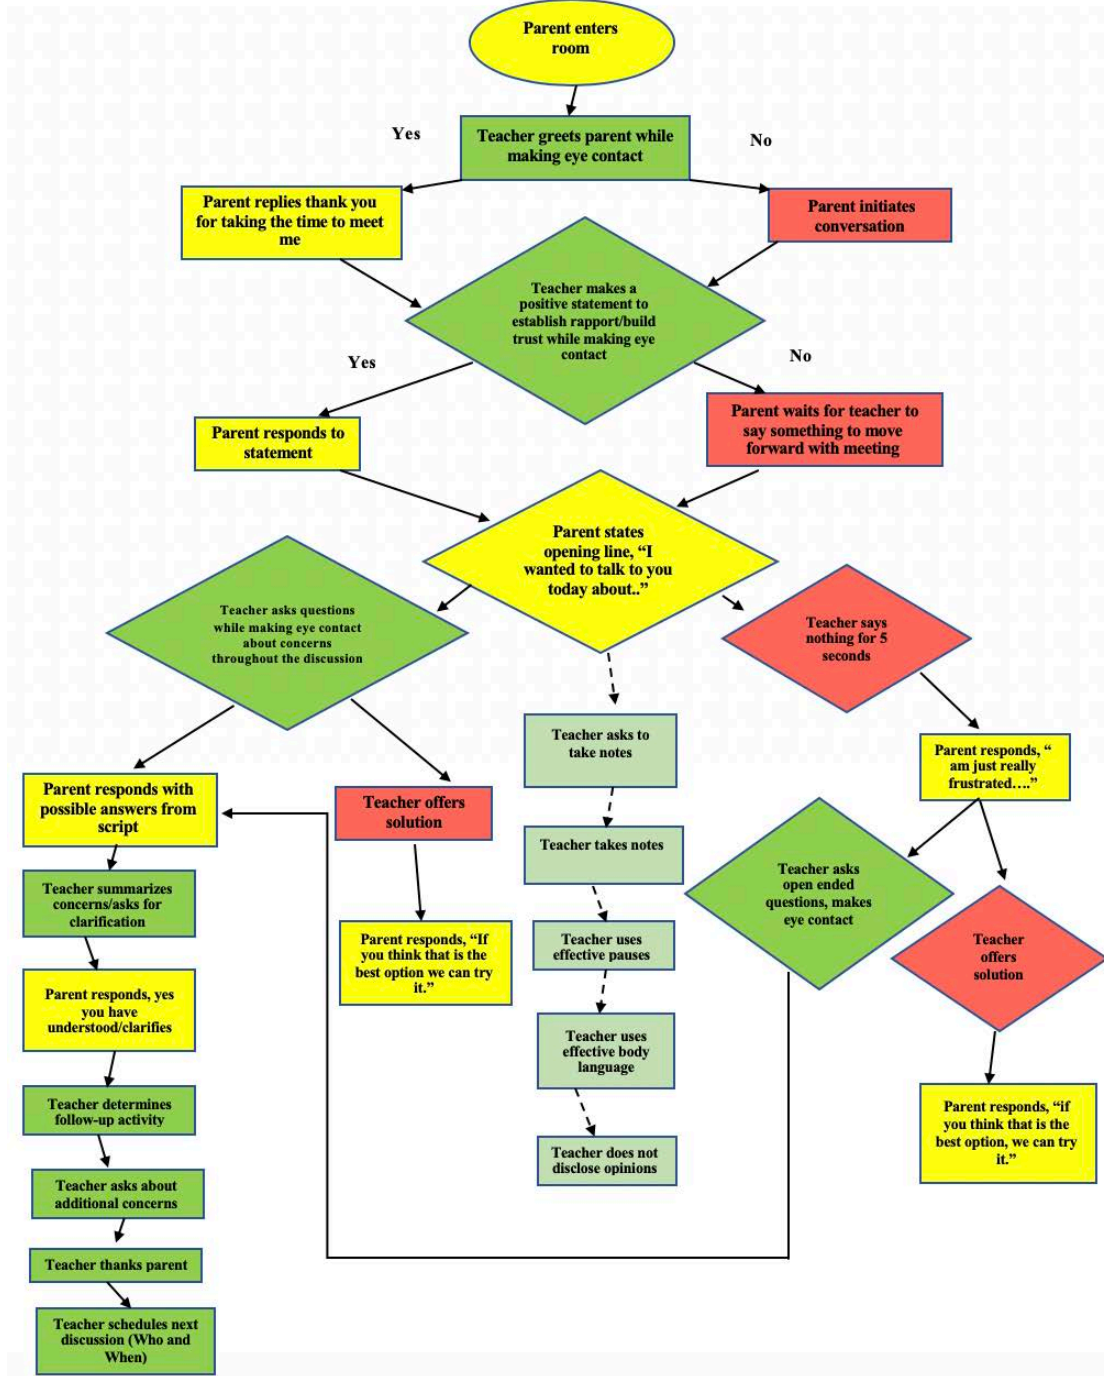 Parent enters
room
Teacher greets parent while
making eye contact
Yes
No
Parent replies thank you
for taking the time to meet
me
Parent initiates
conversation
Teacher makes a
positive statement to
establish rapport/build
trust while making eye
contact
Yes
No
Parent responds to
statement
Parent waits for teacher to
say something to move
forward with meeting
Parent states
opening line, “I
wanted to talk to you
today about..”
Teacher asks questions
while making eye contact
about concerns
throughout the discussion
Teacher says
nothing for 5
seconds
Teacher asks to
take notes
Parent responds, “
am just really
frustrated….”
Parent responds with
possible answers from
script
Teacher offers
solution
Teacher takes notes
Teacher asks
open ended
questions, makes
eye contact
Teacher summarizes
concerns/asks for
clarification
Parent responds, “If
you think that is the
best option we can try
it.”
Teacher uses
effective pauses
Teacher
offers
solution
Parent responds, yes
you have
understood/clarifies
Teacher uses
effective body
language
Teacher determines
follow-up activity
Parent responds, “if
you think that is the
best option, we can try
it.”
Teacher does not
disclose opinions
Teacher asks about
additional concerns
Teacher thanks parent
Teacher schedules next
discussion (Who and
When)